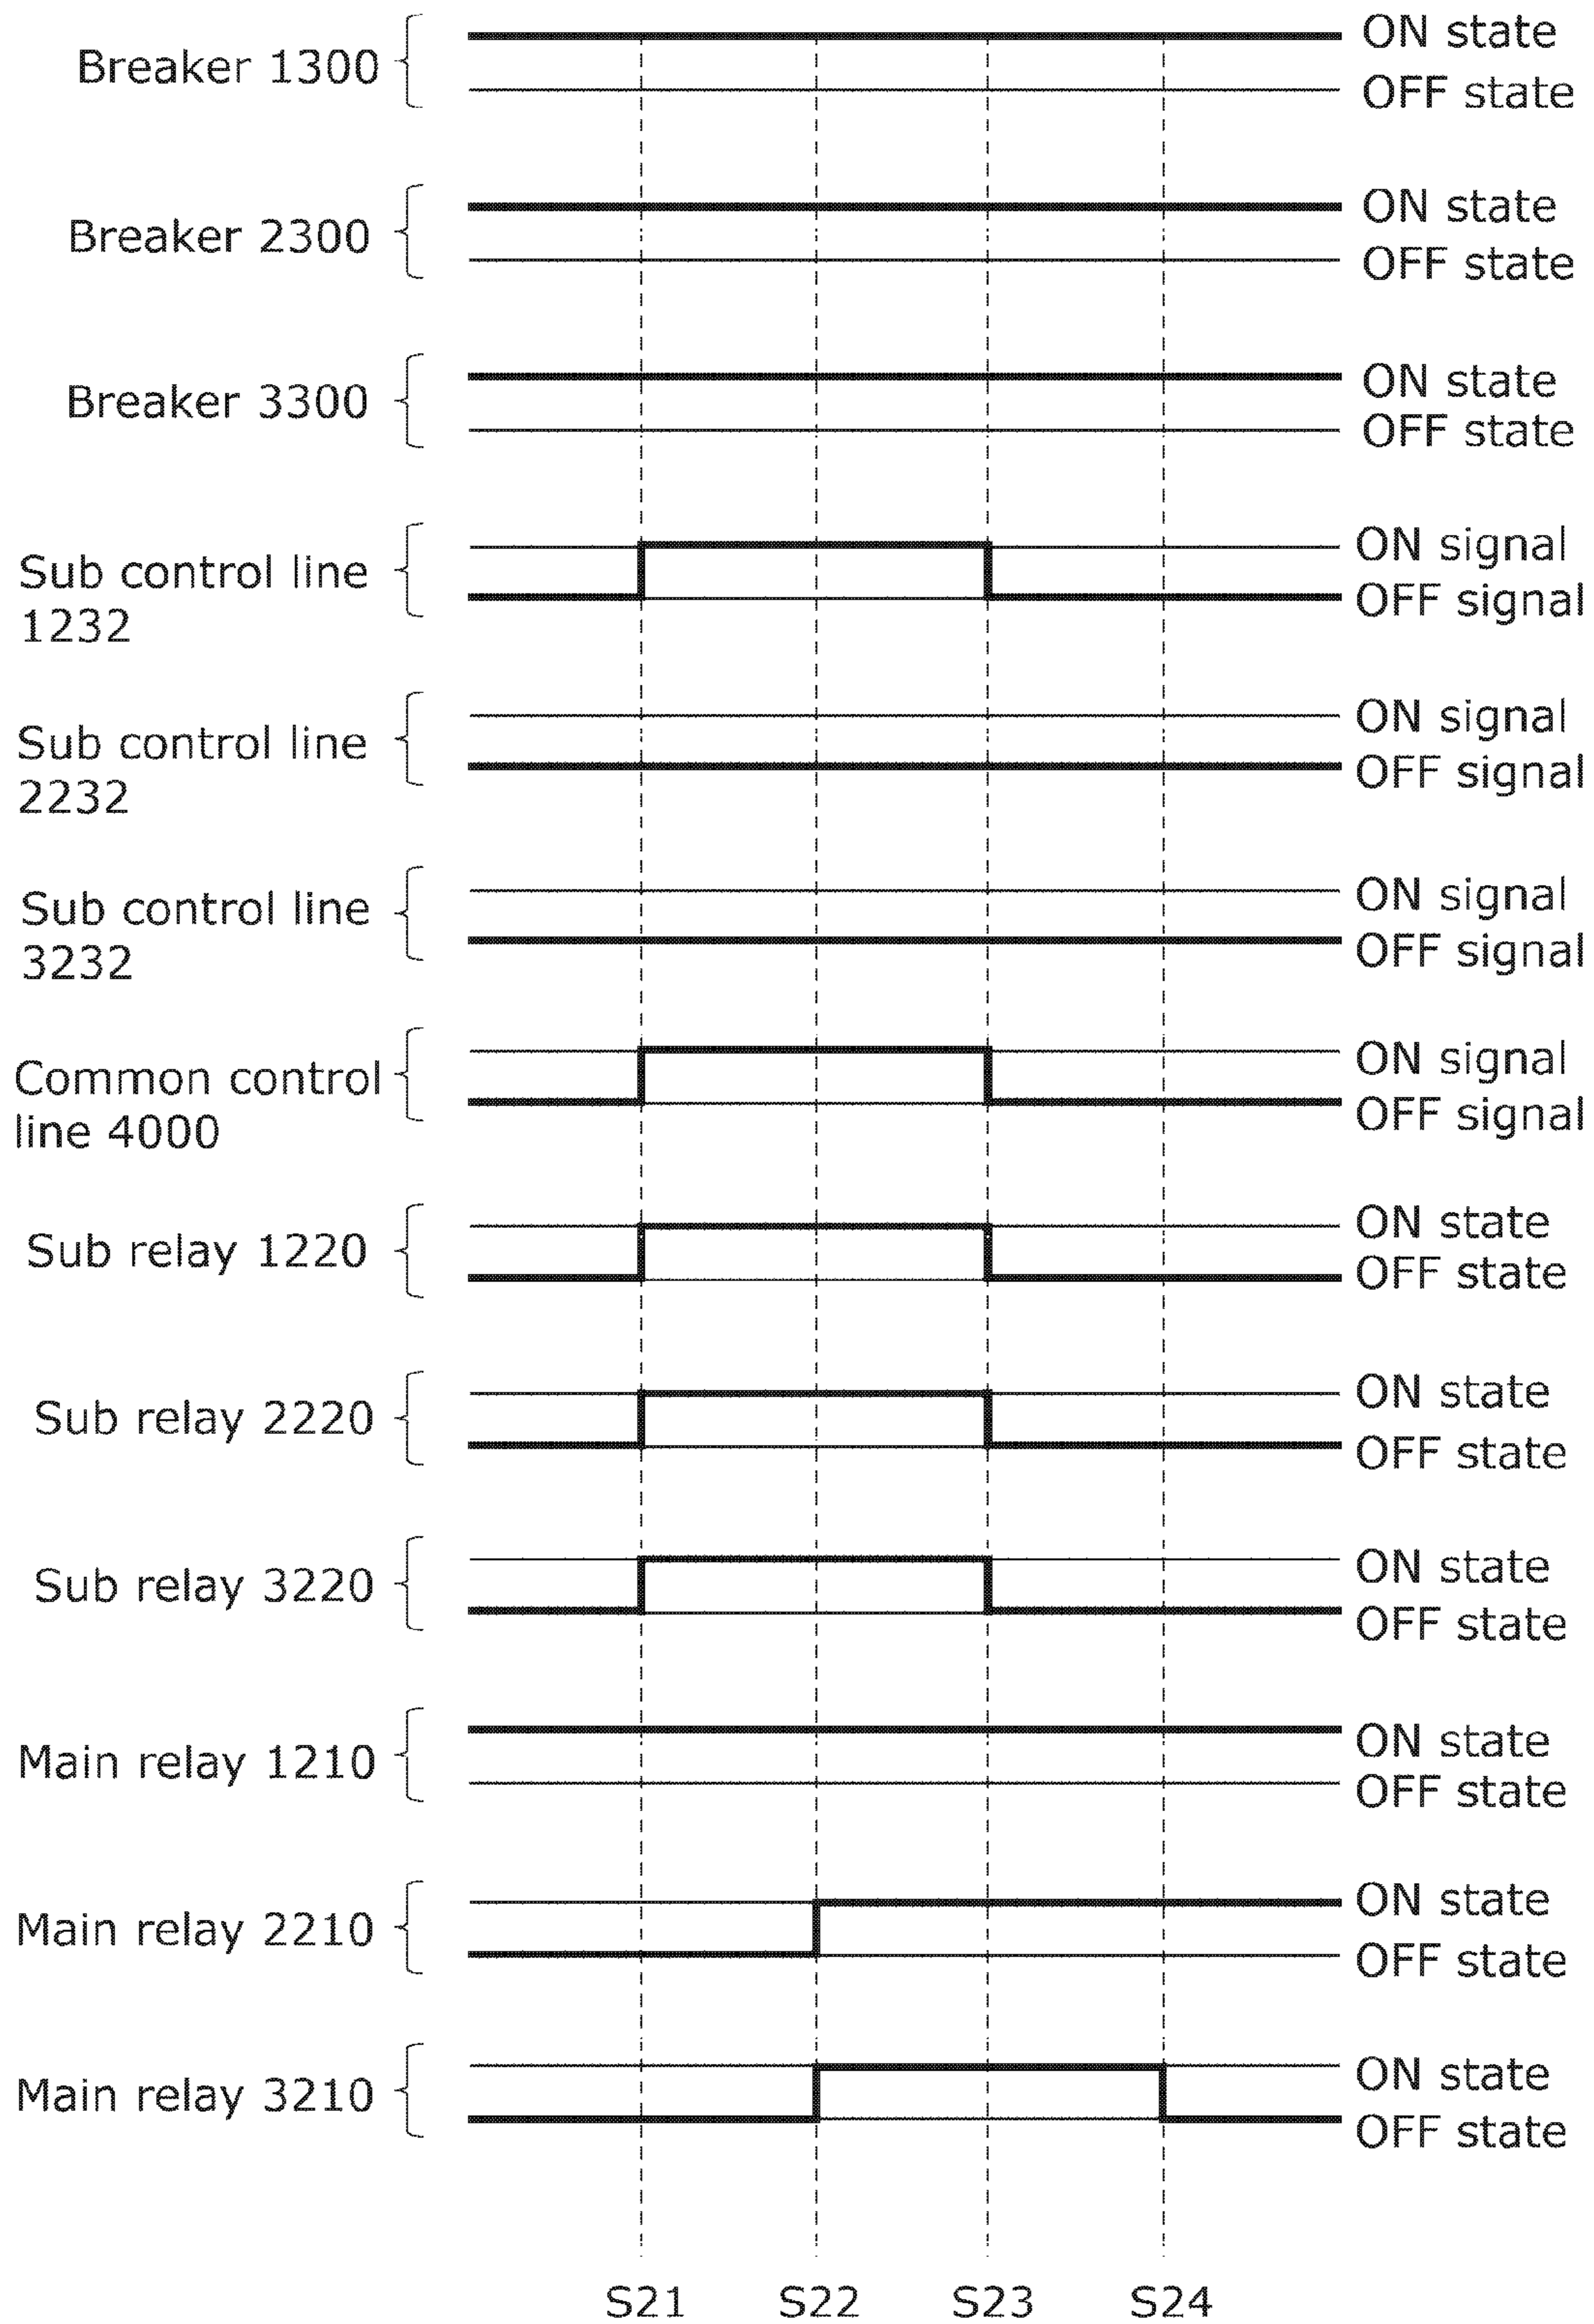 Breaker 1300
ON state
OFF state
Breaker 2300
ON state
OFF state
Breaker 3300
ON state
OFF state
Sub control line
1232
ON signal
OFF signal
Sub control line
2232
ON signal
OFF signal
Sub control line
3232
ON signal
OFF signal
Common control
line 4000
ON signal
OFF signal
Sub relay 1220
ON state
OFF state
Sub relay 2220
ON state
OFF state
Sub relay 3220
ON state
OFF state
Main relay 1210
ON state
OFF state
Main relay 2210
ON state
OFF state
Main relay 3210
ON state
OFF state
S21 S22 S23 S24